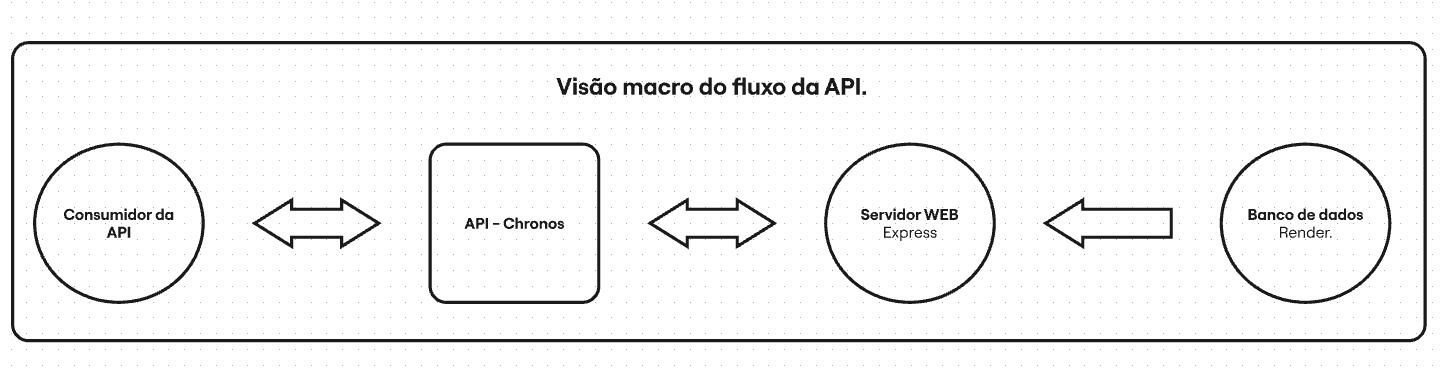 Visão macro do fluxo da API.
Consumidor da
API
API - Chronos
Servidor WEB
Express
Banco de dados
Render.